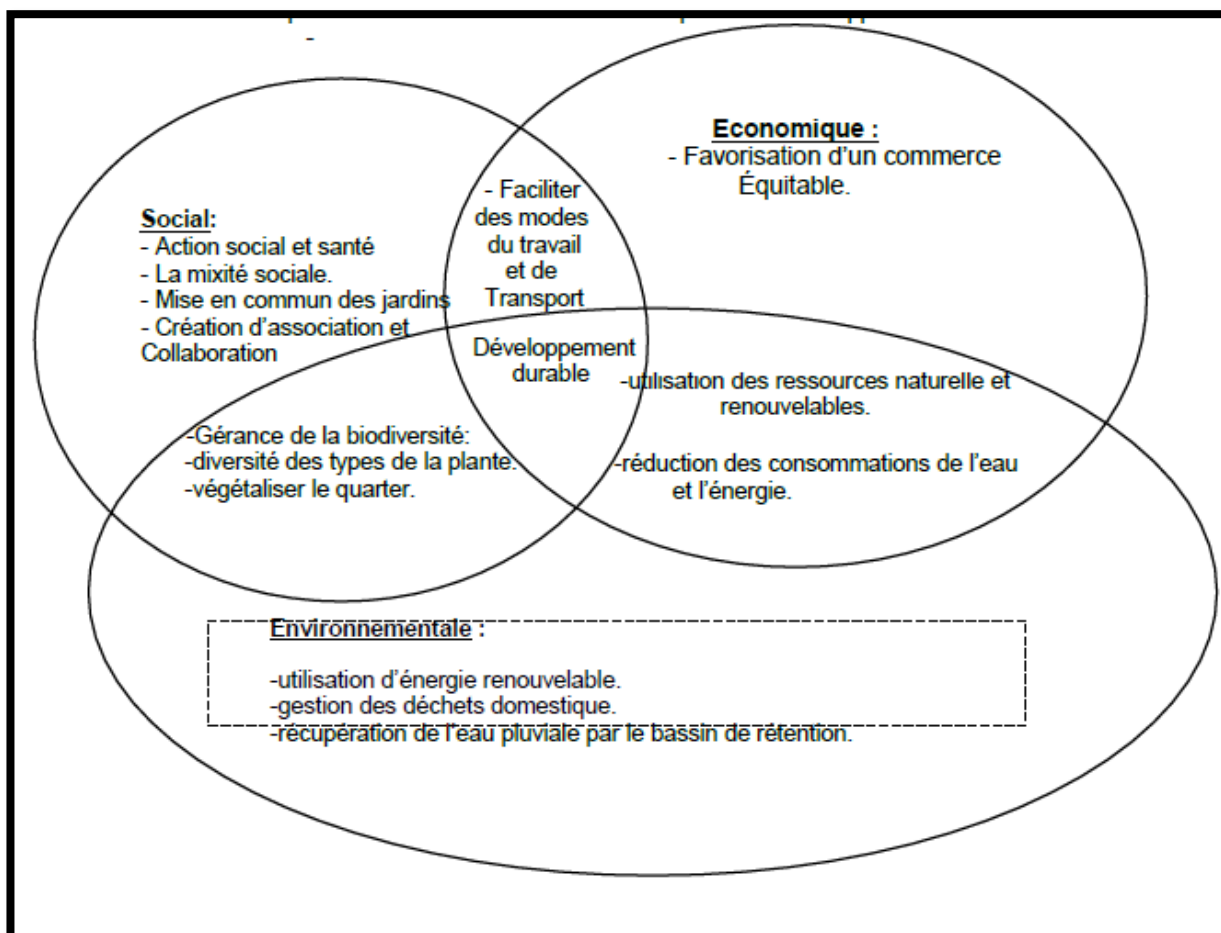 Economique :
- Favorisation d'un commerce
Équitable.
- Faciliter
des modes
du travail
et de
Transport
Social:
- Action social et santé
- La mixité sociale.
- Mise en commun des jardins
- Création d'association et
Collaboration
Développement
durable
-utilisation des ressources naturelle et
renouvelables.
-Gérance de la biodiversité:
-diversité des types de la plante.
-végétaliser le quarter.
-réduction des consommations de l'eau
et l'énergie.
Environnementale :
-utilisation d'énergie renouvelable.
-gestion des déchets domestique.
-récupération de l'eau pluviale par le bassin de rétention.